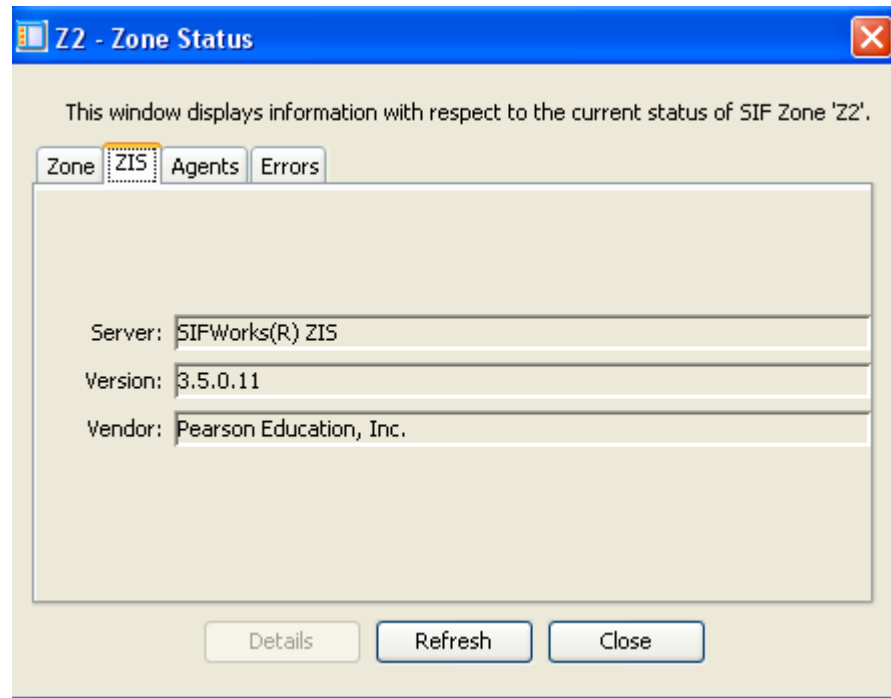 Z2 - Zone Status
This window displays information with respect to the current status of SIF Zone 'Z2'.
Zone ZIS Agents Errors
Server: SIFWorks(R) ZIS
Version: 3.5.0.11
Vendor: Pearson Education, Inc.
Details Refresh Close